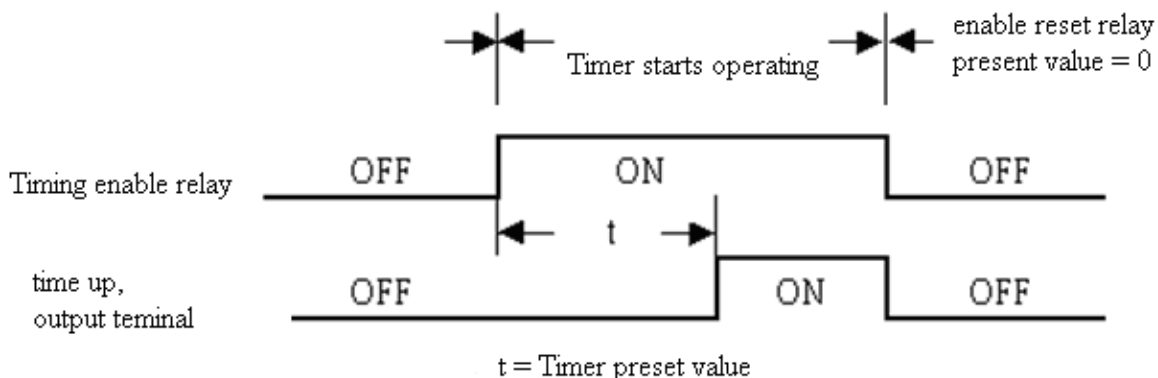 enable reset relay
Timer starts operating
present value = 0
OFF
ON
OFF
Timing enable relay
t
time up,
OFF
ON
OFF
output teminal
t = Timer preset value